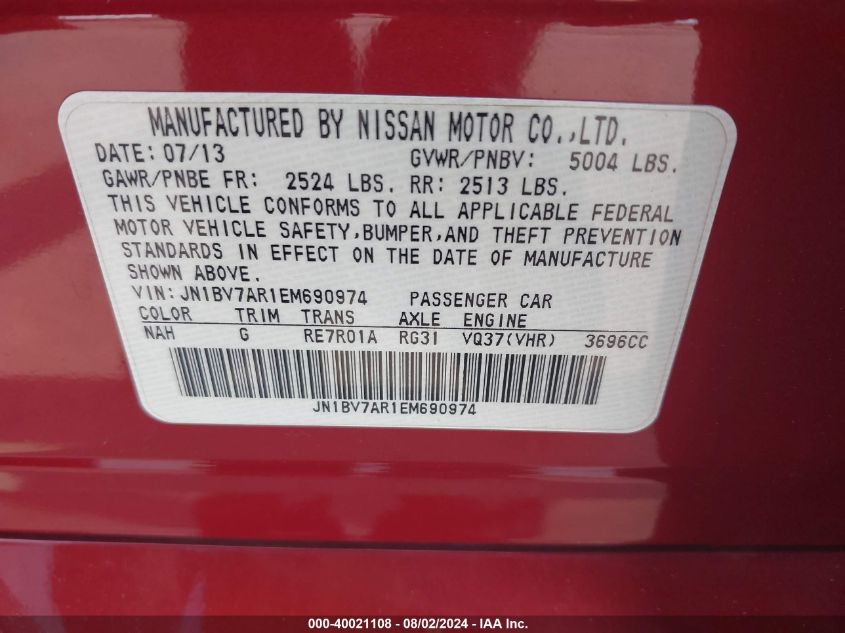 MANUFACTURED BY NISSAN MOTOR CO.,LTD.
DATE: 07/13 GVWR/PNBV: 5004 LBS.
GAWR/PNBE FR: 2524 LBS. RR: 2513 LBS.
THIS VEHICLE CONFORMS TO ALL APPLICABLE FEDERAL
MOTOR VEHICLE SAFETY,BUMPER,AND THEFT PREVENTION
STANDARDS IN EFFECT ON THE DATE OF MANUFACTURE
SHOWN ABOVE.
VIN: JN1BV7AR1EM690974 PASSENGER CAR
COLOR TRIM TRANS AXLE ENGINE
NAH G RE7R01A RG31 VQ37(VHR) 3696CC
JN1BV7AR1EM690974
000-40021108 - 08/02/2024 - IAA Inc.